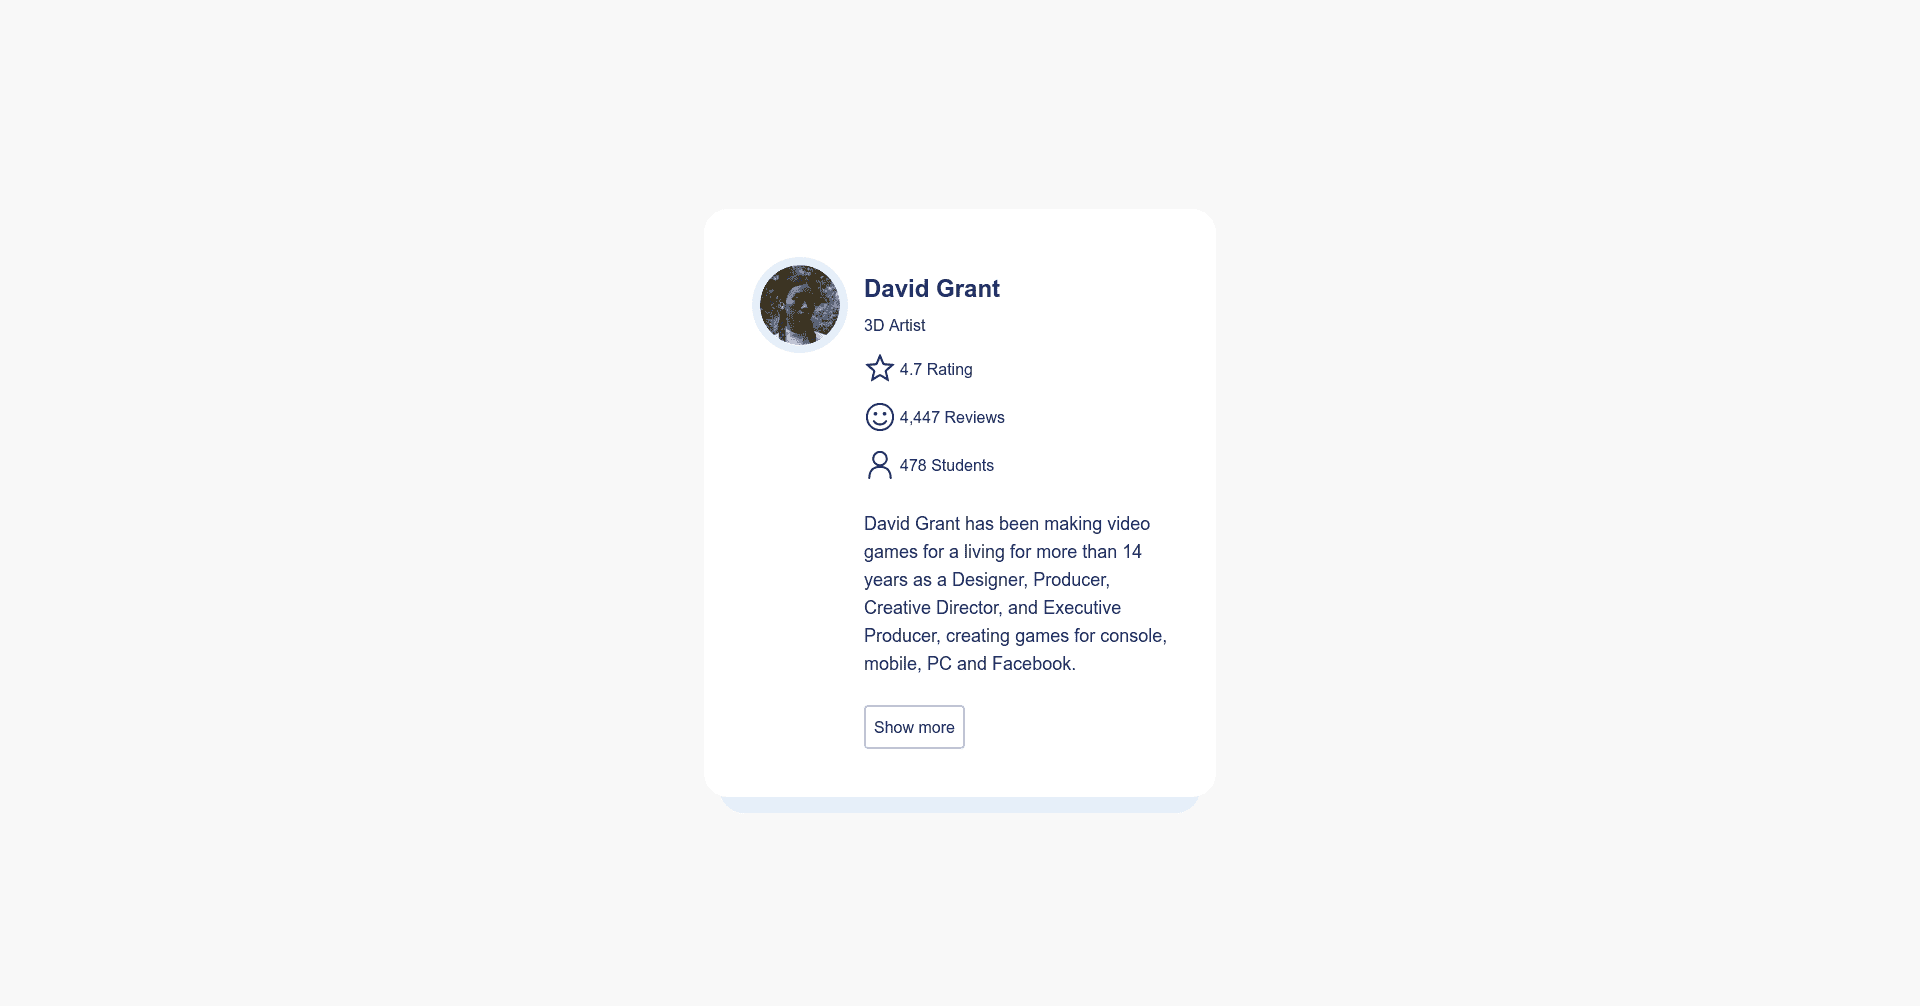 David Grant
3D Artist
4.7 Rating
4,447 Reviews
478 Students
David Grant has been making video
games for a living for more than 14
years as a Designer, Producer,
Creative Director, and Executive
Producer, creating games for console,
mobile, PC and Facebook.
Show more